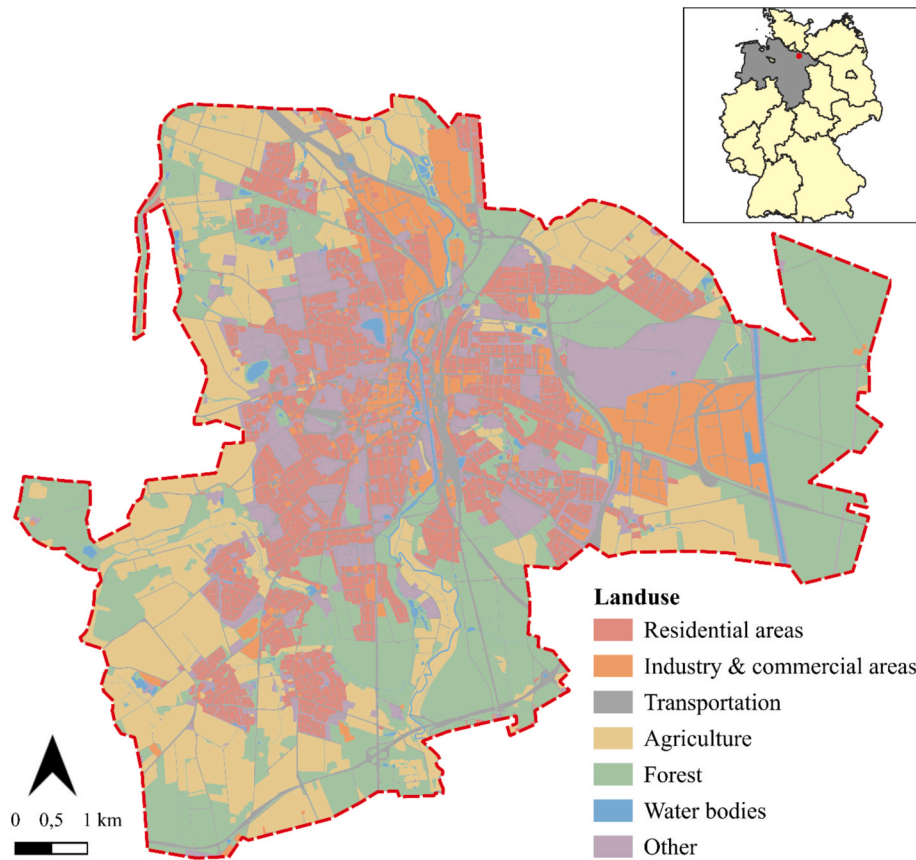 Landuse
Residential areas
Industry & commercial areas
Transportation
Agriculture
Forest
Water bodies
Other
0 0,5 1 km